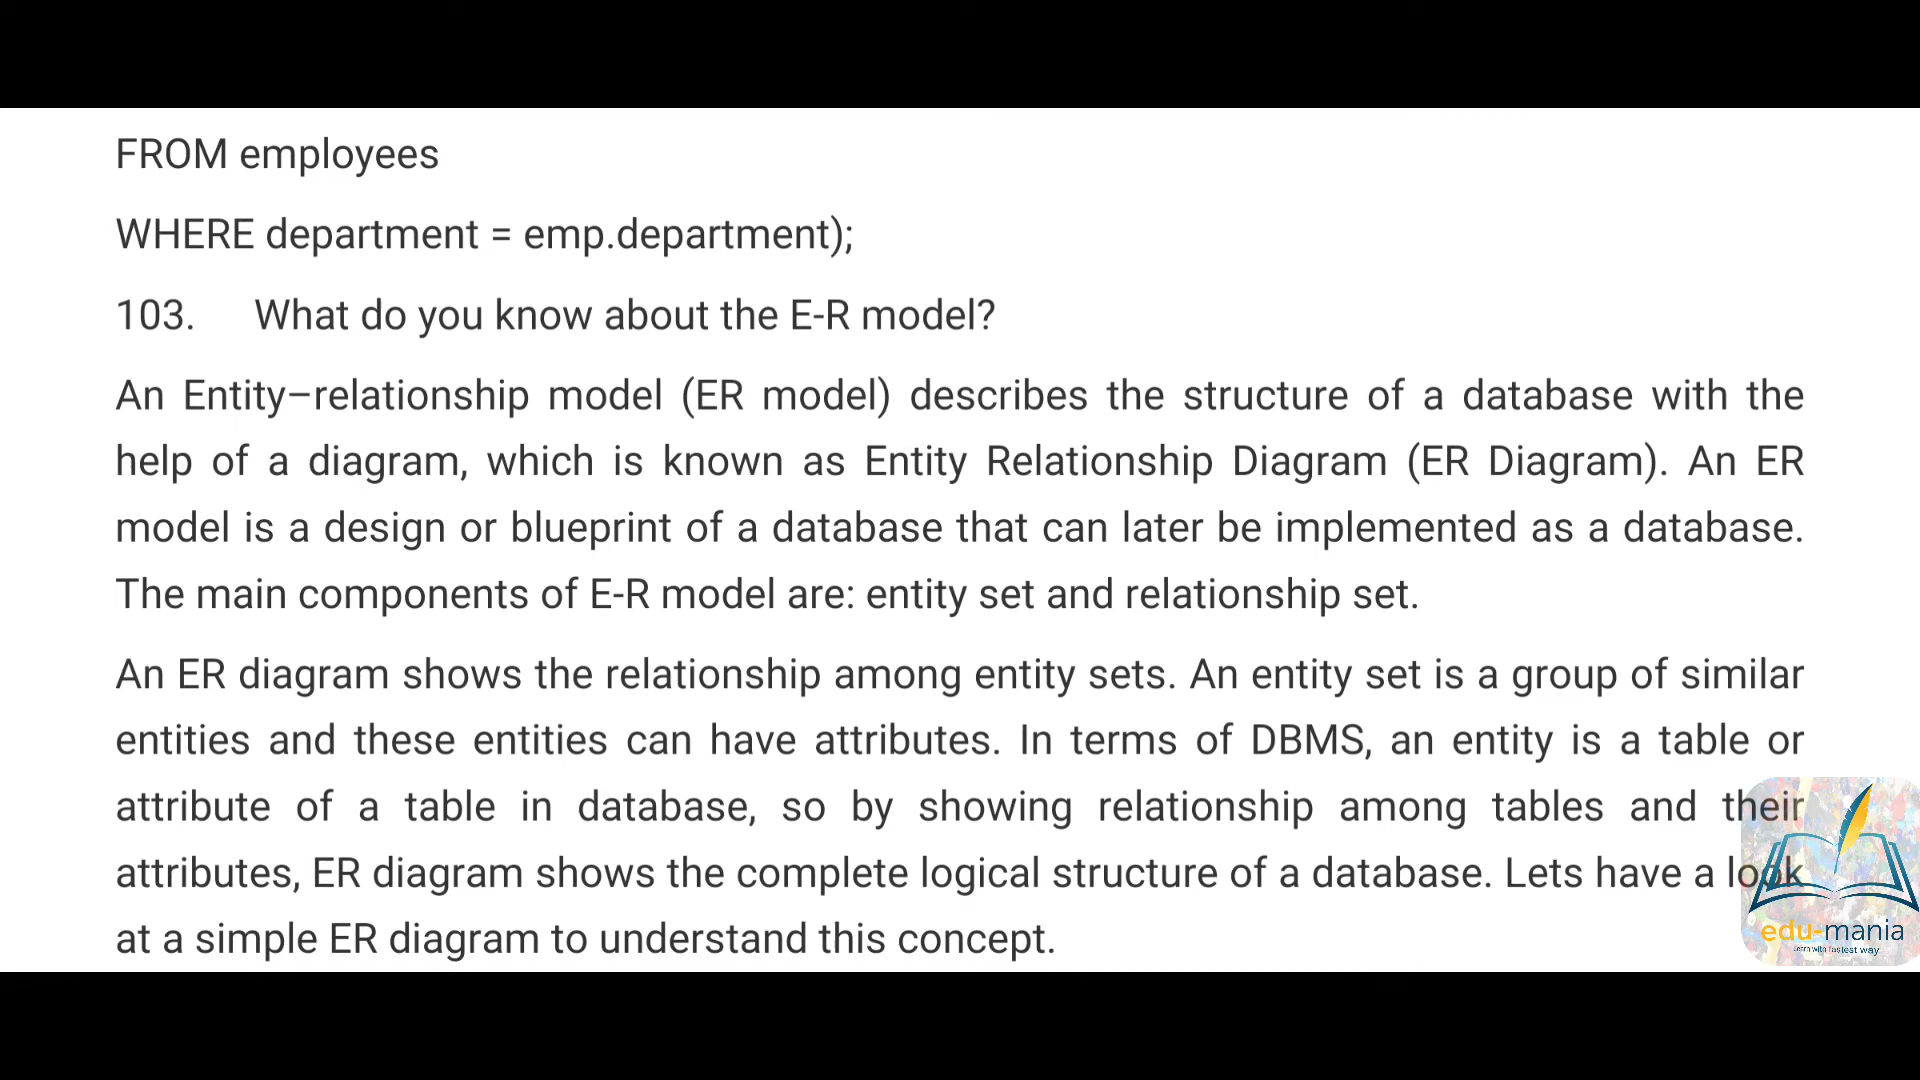 FROM employees
WHERE department = emp.department);
103. What do you know about the E-R model?
An Entity–relationship model (ER model) describes the structure of a database with the
help of a diagram, which is known as Entity Relationship Diagram (ER Diagram). An ER
model is a design or blueprint of a database that can later be implemented as a database.
The main components of E-R model are: entity set and relationship set.
An ER diagram shows the relationship among entity sets. An entity set is a group of similar
entities and these entities can have attributes. In terms of DBMS, an entity is a table or
attribute of a table in database, so by showing relationship among tables and their
attributes, ER diagram shows the complete logical structure of a database. Lets have a look
at a simple ER diagram to understand this concept.
edu-mania
Learn with fastest way